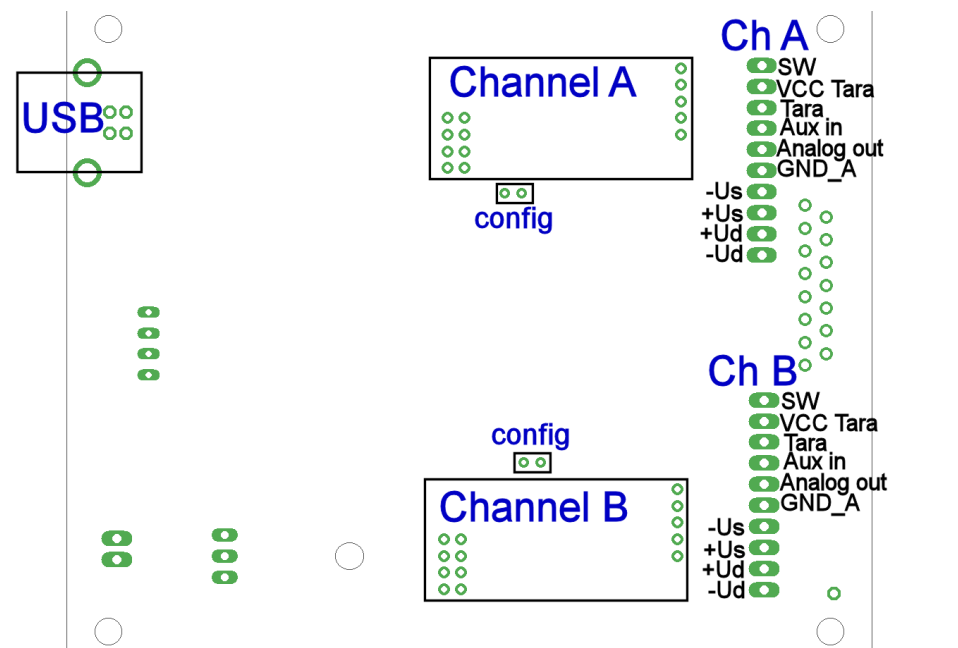 USB
Channel A
config
Ch A
SW
VCC Tara
Tara
Aux in
Analog out
GND_A
-Us
+Us
+Ud
-Ud
config
Channel B
Ch B
SW
VCC Tara
Tara
Aux in
Analog out
GND_A
-Us
+Us
+Ud
-Ud